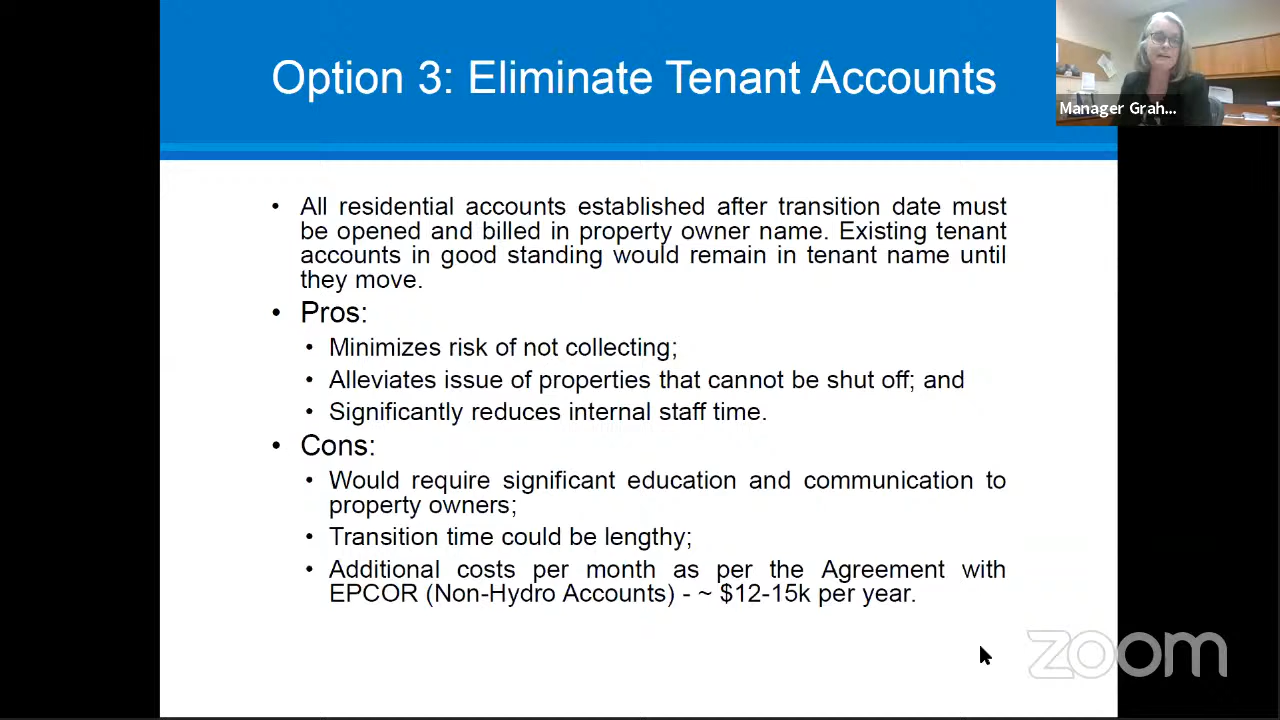 Option 3: Eliminate Tenant Accounts
Manager Grah...
• All residential accounts established after transition date must
be opened and billed in property owner name. Existing tenant
accounts in good standing would remain in tenant name until
they move.
• Pros:
• Minimizes risk of not collecting;
• Alleviates issue of properties that cannot be shut off; and
• Significantly reduces internal staff time.
• Cons:
• Would require significant education and communication to
property owners;
• Transition time could be lengthy;
• Additional costs per month as per the Agreement with
EPCOR (Non-Hydro Accounts) - ~ $12-15k per year.
zoom